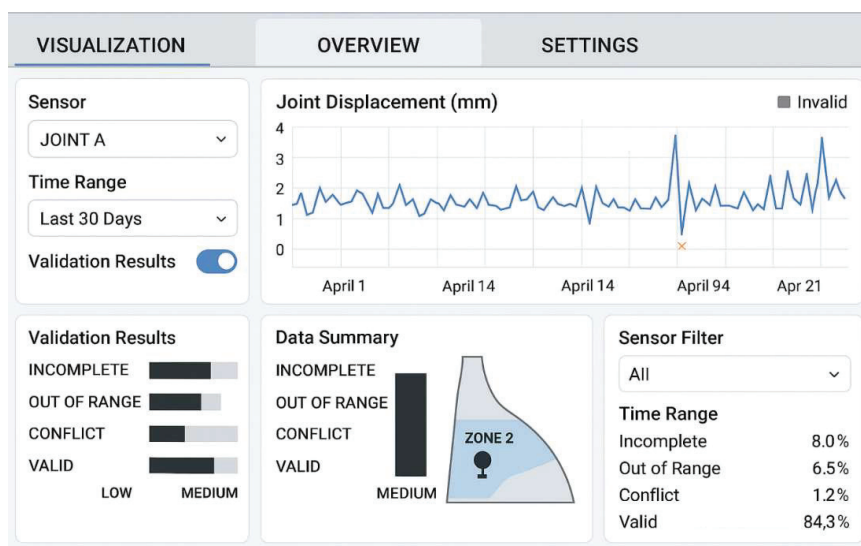 VISUALIZATION OVERVIEW SETTINGS
Sensor
JOINT A
Time Range
Last 30 Days
Validation Results
Joint Displacement (mm) Invalid
4
3
2
1
0
April 1 April 14 April 14 April 94 Apr 21
Validation Results
INCOMPLETE
OUT OF RANGE
CONFLICT
VALID
LOW MEDIUM
Data Summary
INCOMPLETE
OUT OF RANGE
CONFLICT
VALID
MEDIUM
ZONE 2
Sensor Filter
All
Time Range
Incomplete 8.0%
Out of Range 6.5%
Conflict 1.2%
Valid 84,3%